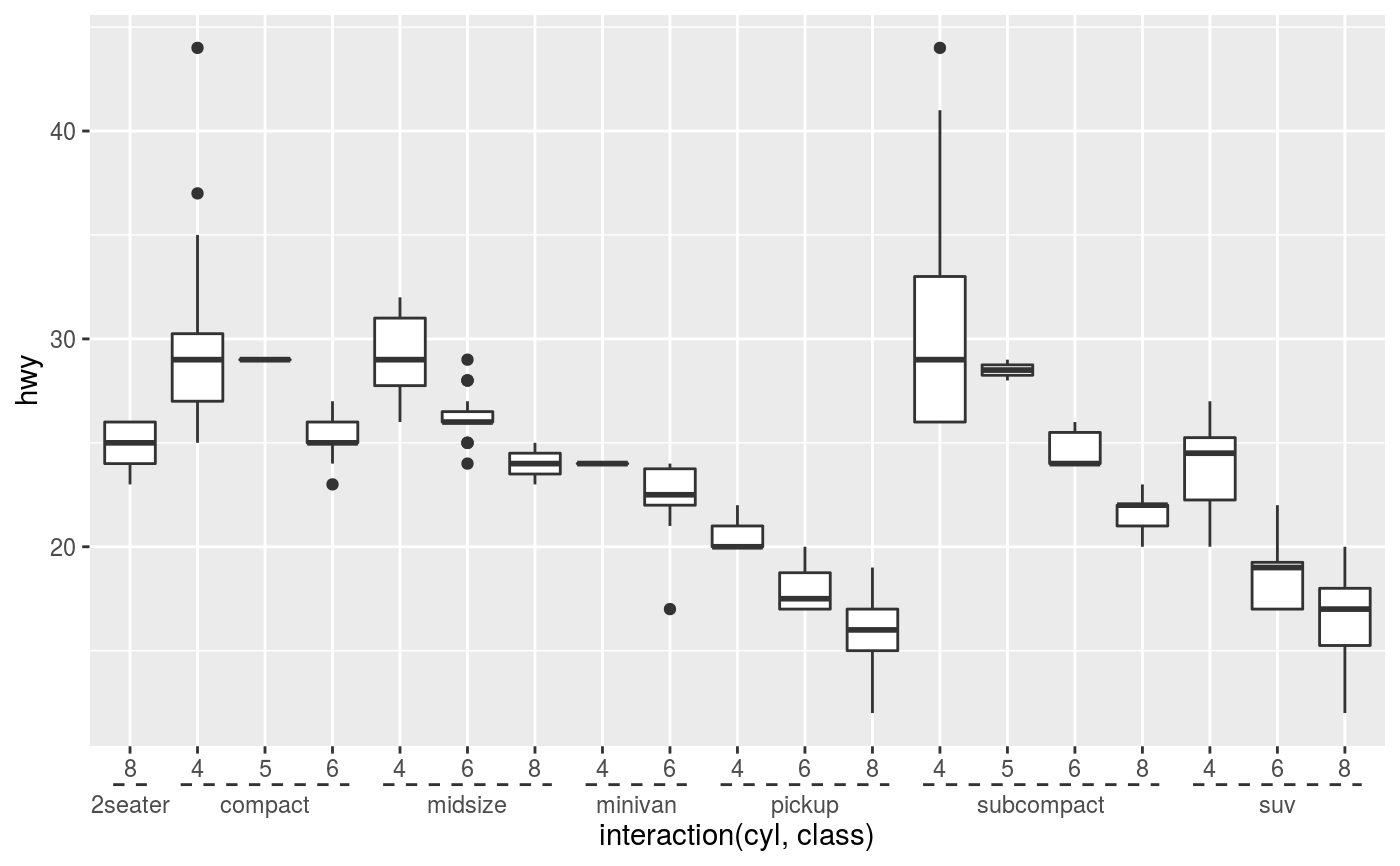 hwy
40
30
20
8 4 5 6 4 6 8 4 6 4 6 8 4 5 6 8 4 6 8
2seater compact midsize minivan pickup subcompact suv
interaction(cyl, class)